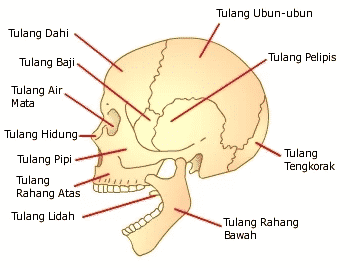 Tulang Ubun-ubun
Tulang Dahi
Tulang Pelipis
Tulang Baji
Tulang Air
Mata
Tulang Hidung
Tulang Pipi
Tulang
Tengkorak
Tulang
Rahang Atas
Tulang Lidah
Tulang Rahang
Bawah